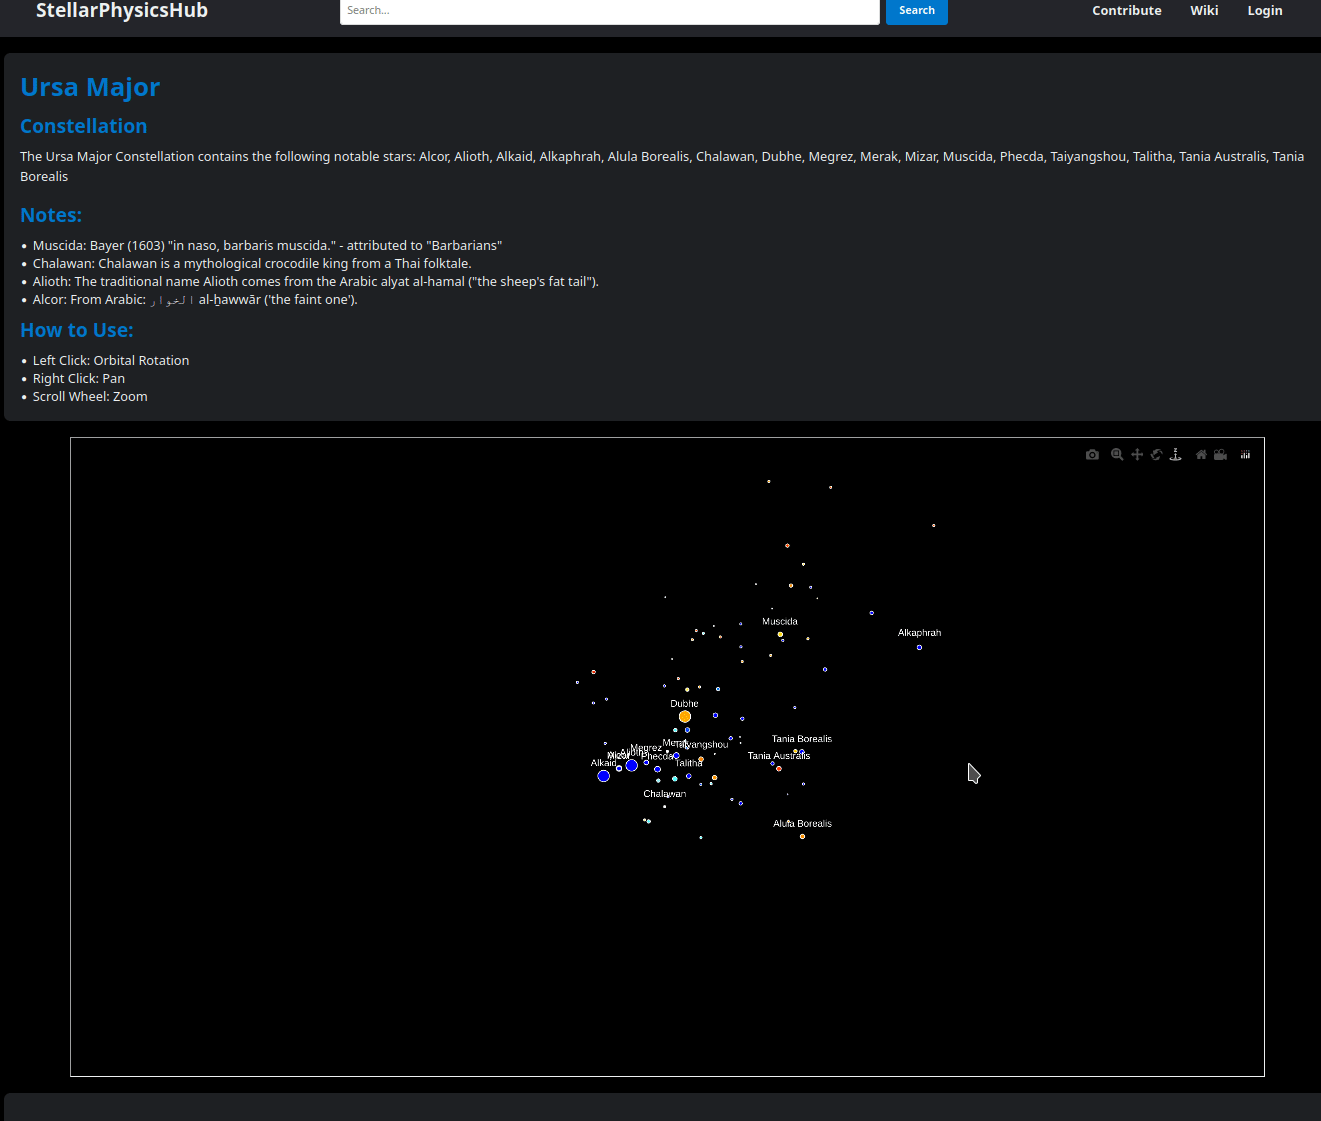 StellarPhysicsHub
Search...
Search
Contribute Wiki Login
Ursa Major
Constellation
The Ursa Major Constellation contains the following notable stars: Alcor, Alioth, Alkaid, Alkaphrah, Alula Borealis, Chalawan, Dubhe, Megrez, Merak, Mizar, Muscida, Phecda, Taiyangshou, Talitha, Tania Australis, Tania
Borealis
Notes:
• Muscida: Bayer (1603) "in naso, barbaris muscida." - attributed to "Barbarians"
• Chalawan: Chalawan is a mythological crocodile king from a Thai folktale.
• Alioth: The traditional name Alioth comes from the Arabic alyat al-hamal ("the sheep's fat tail").
• Alcor: From Arabic: الخوار al-ḫawwār ('the faint one').
How to Use:
• Left Click: Orbital Rotation
• Right Click: Pan
• Scroll Wheel: Zoom
Muscida
Alkaphrah
Dubhe
Tania Borealis
Merak Taiyangshou
Megrez
Alioth
Phecda
Tania Australis
Alkaid
Talitha
Chalawan
Alula Borealis